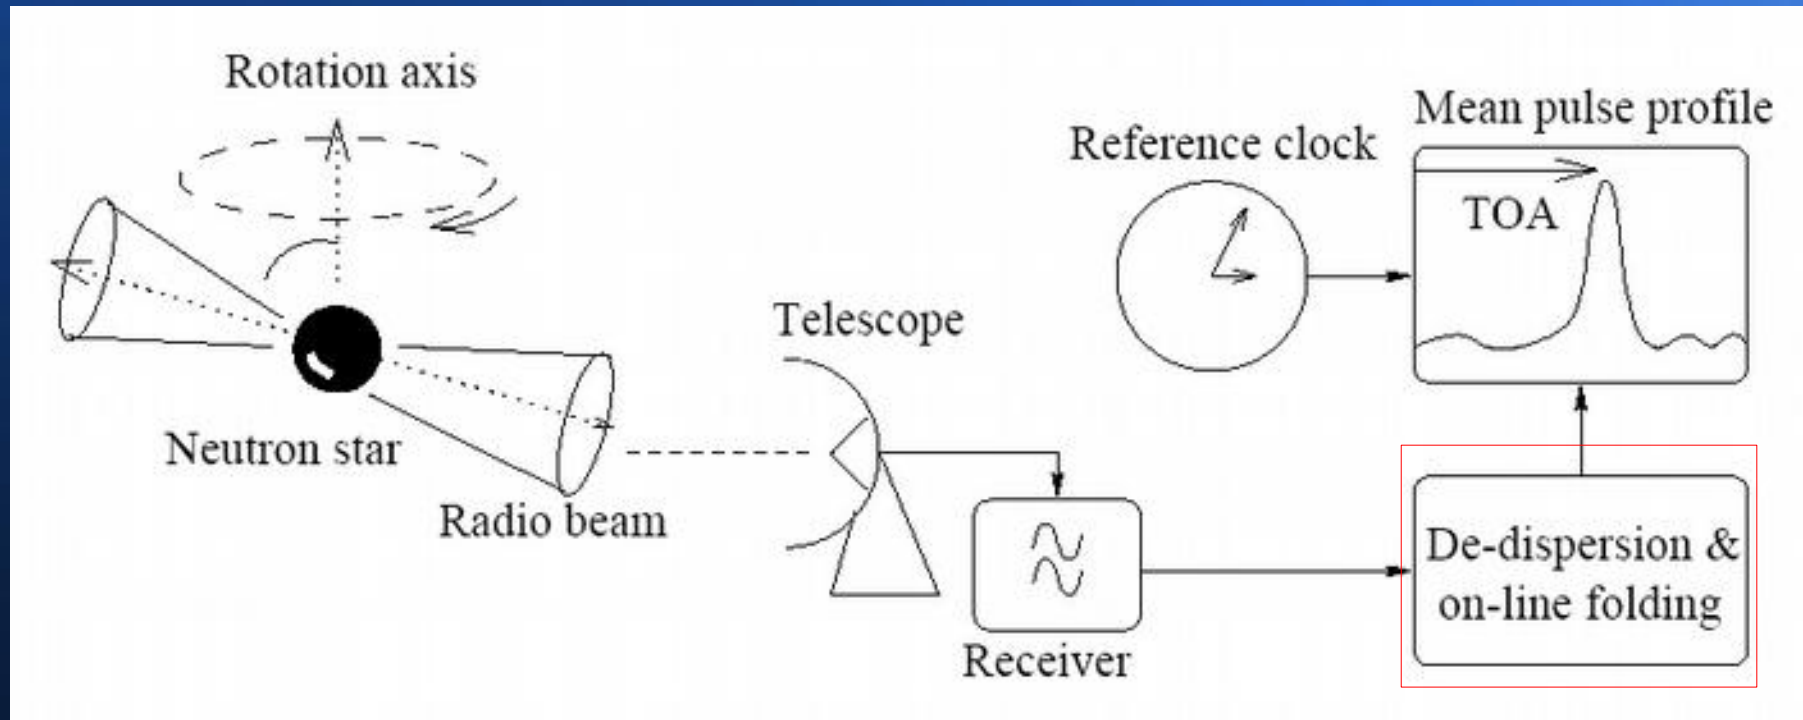 Rotation axis
Neutron star
Radio beam
Telescope
Receiver
Reference clock
Mean pulse profile
TOA
De-dispersion &
on-line folding